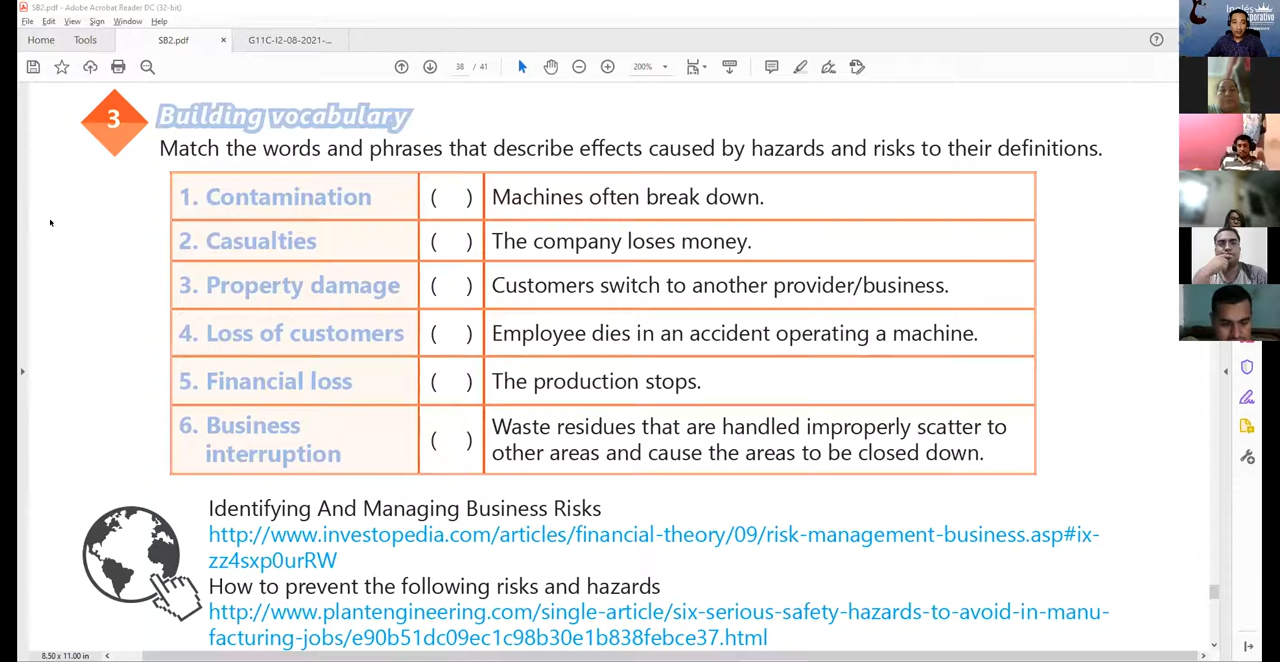 SB2.pdf - Adobe Acrobat Reader DC (32-bit)
File Edit View Sign Window Help
Home Tools SB2.pdf × G11C-I2-08-2021-...
38 / 41 200%
3 Building vocabulary
Match the words and phrases that describe effects caused by hazards and risks to their definitions.
1. Contamination ( ) Machines often break down.
2. Casualties ( ) The company loses money.
3. Property damage ( ) Customers switch to another provider/business.
4. Loss of customers ( ) Employee dies in an accident operating a machine.
5. Financial loss ( ) The production stops.
6. Business
interruption
( ) Waste residues that are handled improperly scatter to
other areas and cause the areas to be closed down.
Identifying And Managing Business Risks
http://www.investopedia.com/articles/financial-theory/09/risk-management-business.asp#ix-
zz4sxp0urRW
How to prevent the following risks and hazards
http://www.plantengineering.com/single-article/six-serious-safety-hazards-to-avoid-in-manu-
facturing-jobs/e90b51dc09ec1c98b30e1b838febce37.html
8.50 x 11.00 in
Inglés